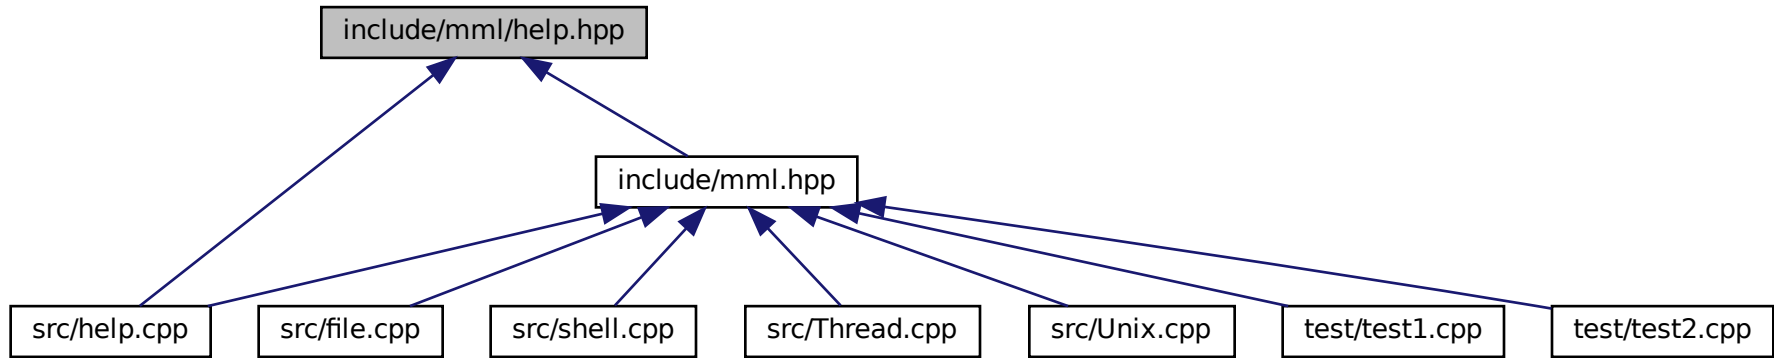 include/mml/help.hpp
include/mml.hpp
src/help.cpp
src/file.cpp
src/shell.cpp
src/Thread.cpp
src/Unix.cpp
test/test1.cpp
test/test2.cpp